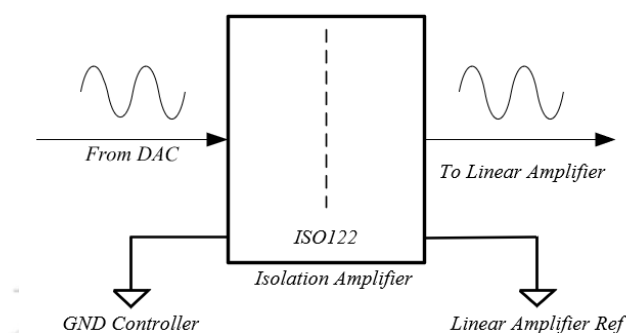 From DAC
To Linear Amplifier
ISO122
Isolation Amplifier
GND Controller
Linear Amplifier Ref